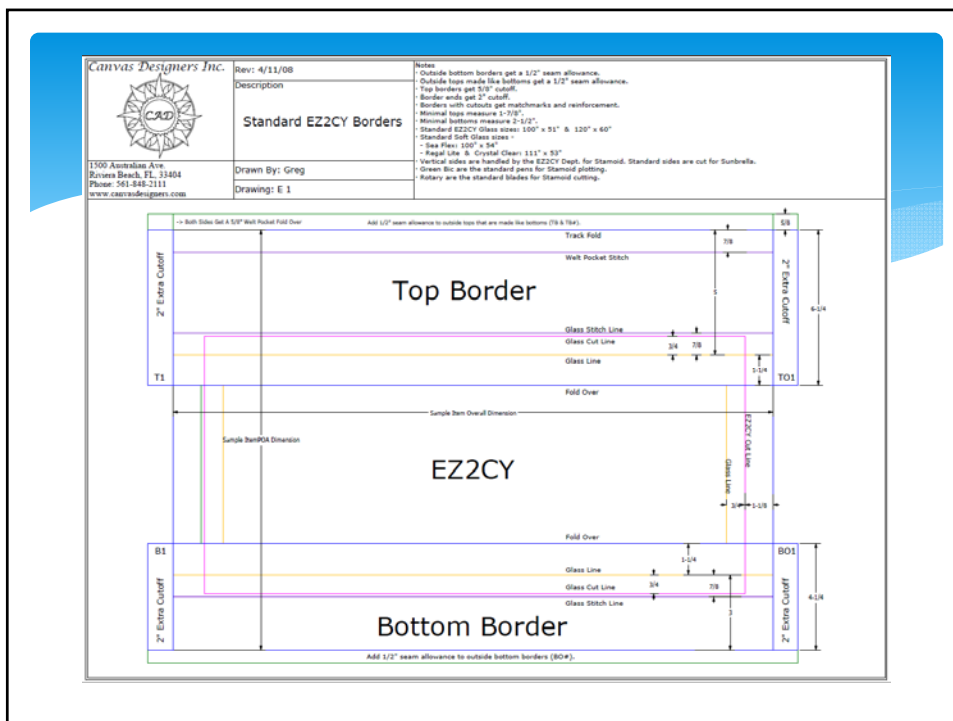 Canvas Designers Inc.
CAD
1500 Australian Ave.
Riviera Beach, FL, 33404
Phone: 561-848-2111
www.canvasdesigners.com
Rev: 4/11/08
Description
Standard EZ2CY Borders
Drawn By: Greg
Drawing: E 1
Notes
· Outside bottom borders get a 1/2" seam allowance.
· Outside tops made like bottoms get a 1/2" seam allowance.
· Top borders get 5/8" cutoff.
· Border ends get 2" cutoff.
· Borders with cutouts get matchmarks and reinforcement.
· Minimal tops measure 1-7/8".
· Minimal bottoms measure 2-1/2".
· Standard EZ2CY Glass sizes: 100" x 51" & 120" x 60"
· Standard Soft Glass sizes -
- Sea Flex: 100" x 54"
- Regal Lite & Crystal Clear: 111" x 53"
· Vertical sides are handled by the EZ2CY Dept. for Stamoid. Standard sides are cut for Sunbrella.
· Green Bic are the standard pens for Stamoid plotting.
· Rotary are the standard blades for Stamoid cutting.
-> Both Sides Get A 5/8" Welt Pocket Fold Over
Add 1/2" seam allowance to outside tops that are made like bottoms (T# & TB#).
5/8
Track Fold
7/8
Welt Pocket Stitch
2" Extra Cutoff
Top Border
5
2" Extra Cutoff
6-1/4
Glass Stitch Line
Glass Cut Line
3/4
7/8
Glass Line
1-1/4
T1
TO1
Fold Over
Sample Item Overall Dimension
Sample ItemPOA Dimension
EZ2CY Cut Line
EZ2CY
Glass Line
3/4
1-1/8
Fold Over
B1
BO1
1-1/4
Glass Line
3/4
7/8
Glass Cut Line
Glass Stitch Line
2" Extra Cutoff
Bottom Border
3
2" Extra Cutoff
6-1/4
Add 1/2" seam allowance to outside bottom borders (BO#).